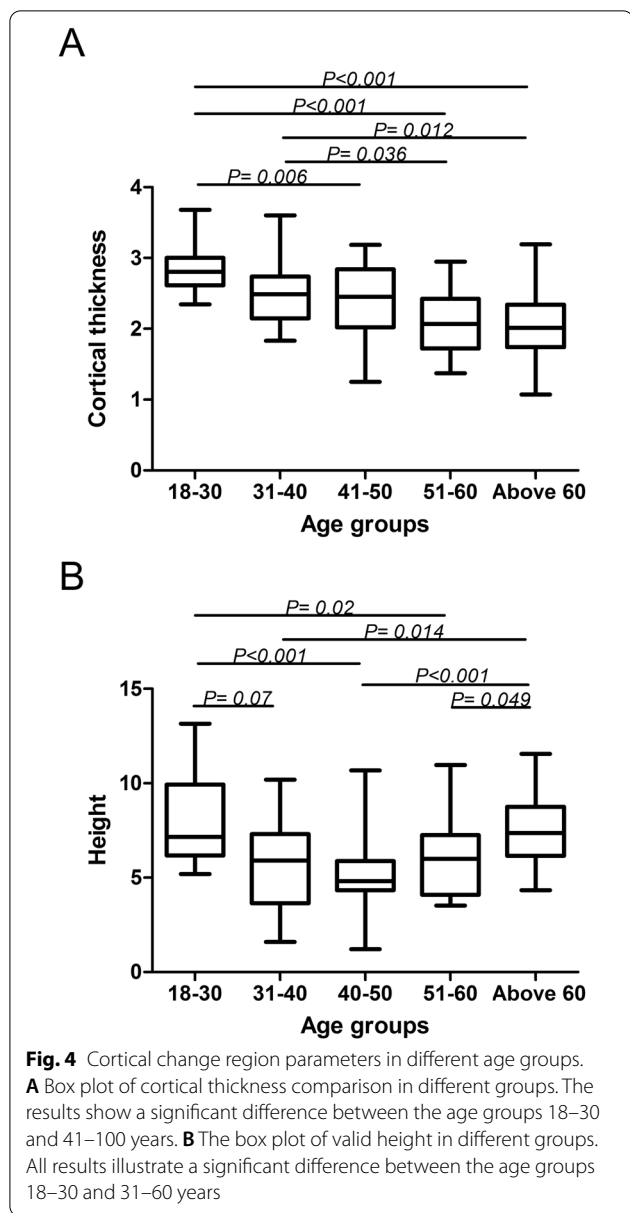 A
P<0.001
P<0.001
P= 0.012
P= 0.036
P= 0.006
4
3
2
1
0
Cortical thickness
18-30 31-40 41-50 51-60 Above 60
Age groups
B
P= 0.02
P= 0.014
P<0.001
P<0.001
P= 0.07
P= 0.049
15
10
5
0
Height
18-30 31-40 40-50 51-60 Above 60
Age groups
Fig. 4 Cortical change region parameters in different age groups.
A Box plot of cortical thickness comparison in different groups. The
results show a significant difference between the age groups 18–30
and 41–100 years. B The box plot of valid height in different groups.
All results illustrate a significant difference between the age groups
18–30 and 31–60 years